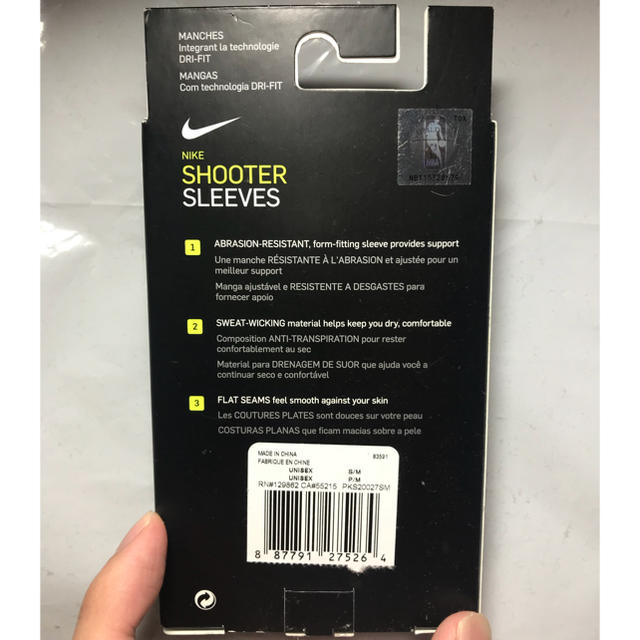 MANCHES
Integrant la technologie
DRI-FIT
MANGAS
Com technologia DRI-FIT
NIKE
SHOOTER
SLEEVES
1
ABRASION-RESISTANT, form-fitting sleeve provides support
Une manche RÉSISTANTE À L'ABRASION et ajustée pour un
meilleur support
Manga ajustável e RESISTENTE A DESGASTES para
fornecer apoio
2
SWEAT-WICKING material helps keep you dry, comfortable
Composition ANTI-TRANSPIRATION pour rester
confortablement au sec
Material para DRENAGEM DE SUOR que ajuda você a
continuar seco e confortável
3
FLAT SEAMS feel smooth against your skin
Les COUTURES PLATES sont douces sur votre peau
COSTURAS PLANAS que ficam macias sobre a pele
MADE IN CHINA 83591
FABRIQUE EN CHINE
UNISEX S/M
UNISEX P/M
RN#129862 CA#55215 PKS20027SM
8 87791 27526 4